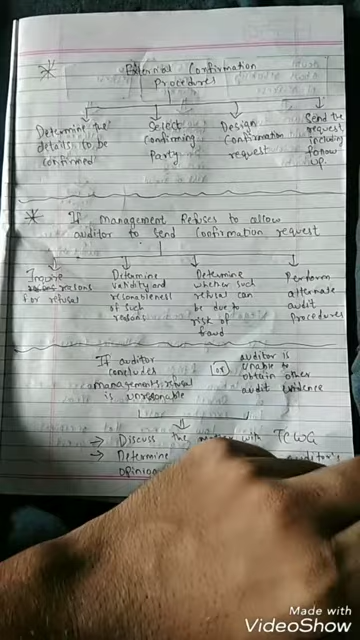 External Confirmation
Procedures
Determine the
details to be
confirmed
Select
Confirming
Party
Design
Confirmation
request
Send the
request
including
follow
up.
If management Refuses to allow
auditor to send confirmation request
Inquire
reasons
for refusal
Determine
validity and
resonableness
of such
reasons
Determine
whether such
refusal can
be due to
risk of
fraud
Perform
alternate
audit
Procedures
If auditor
concludes
managements refusal
is unreasonable
or
auditor is
unable to
obtain other
audit evidence
→ Discuss the matter with TCWG
→ Determine auditor's
opinion
Made with
VideoShow